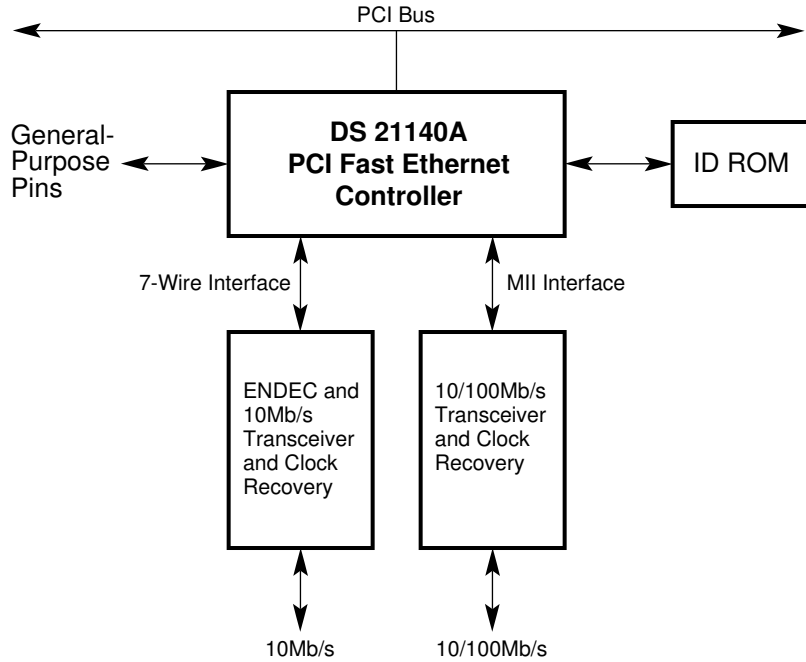 PCI Bus
DS 21140A
PCI Fast Ethernet
Controller
General-
Purpose
Pins
ID ROM
7-Wire Interface
MII Interface
ENDEC and
10Mb/s
Transceiver
and Clock
Recovery
10/100Mb/s
Transceiver
and Clock
Recovery
10Mb/s
10/100Mb/s